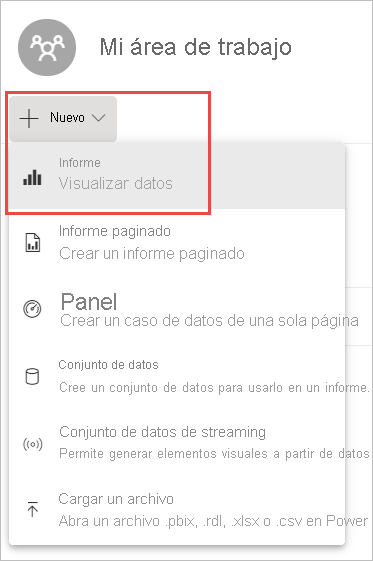 Mi área de trabajo
Nuevo
Informe
Visualizar datos
Informe paginado
Crear un informe paginado
Panel
Crear un caso de datos de una sola página
Conjunto de datos
Cree un conjunto de datos para usarlo en un informe.
Conjunto de datos de streaming
Permite generar elementos visuales a partir de datos
Cargar un archivo
Abra un archivo .pbix, .rdl, .xlsx o .csv en Power